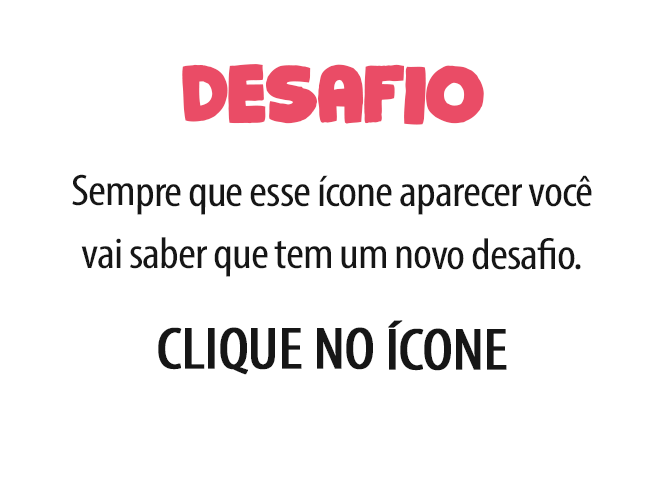 DESAFIO
Sempre que esse ícone aparecer você
vai saber que tem um novo desafio.
CLIQUE NO ÍCONE